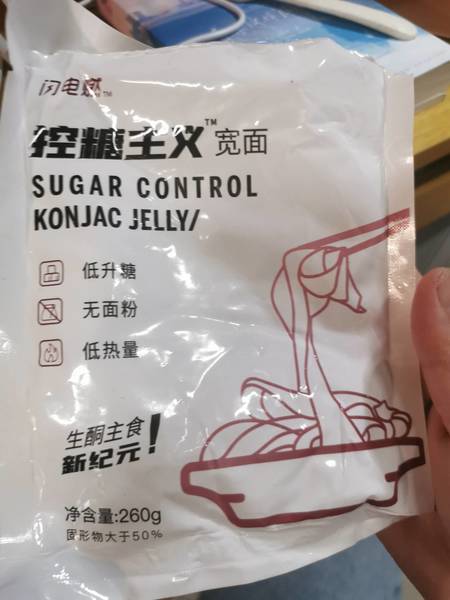 闪电燃™
控糖主义™ 宽面
SUGAR CONTROL
KONJAC JELLY/
低升糖
无面粉
低热量
生酮主食
新纪元!
净含量:260g
固形物大于50%